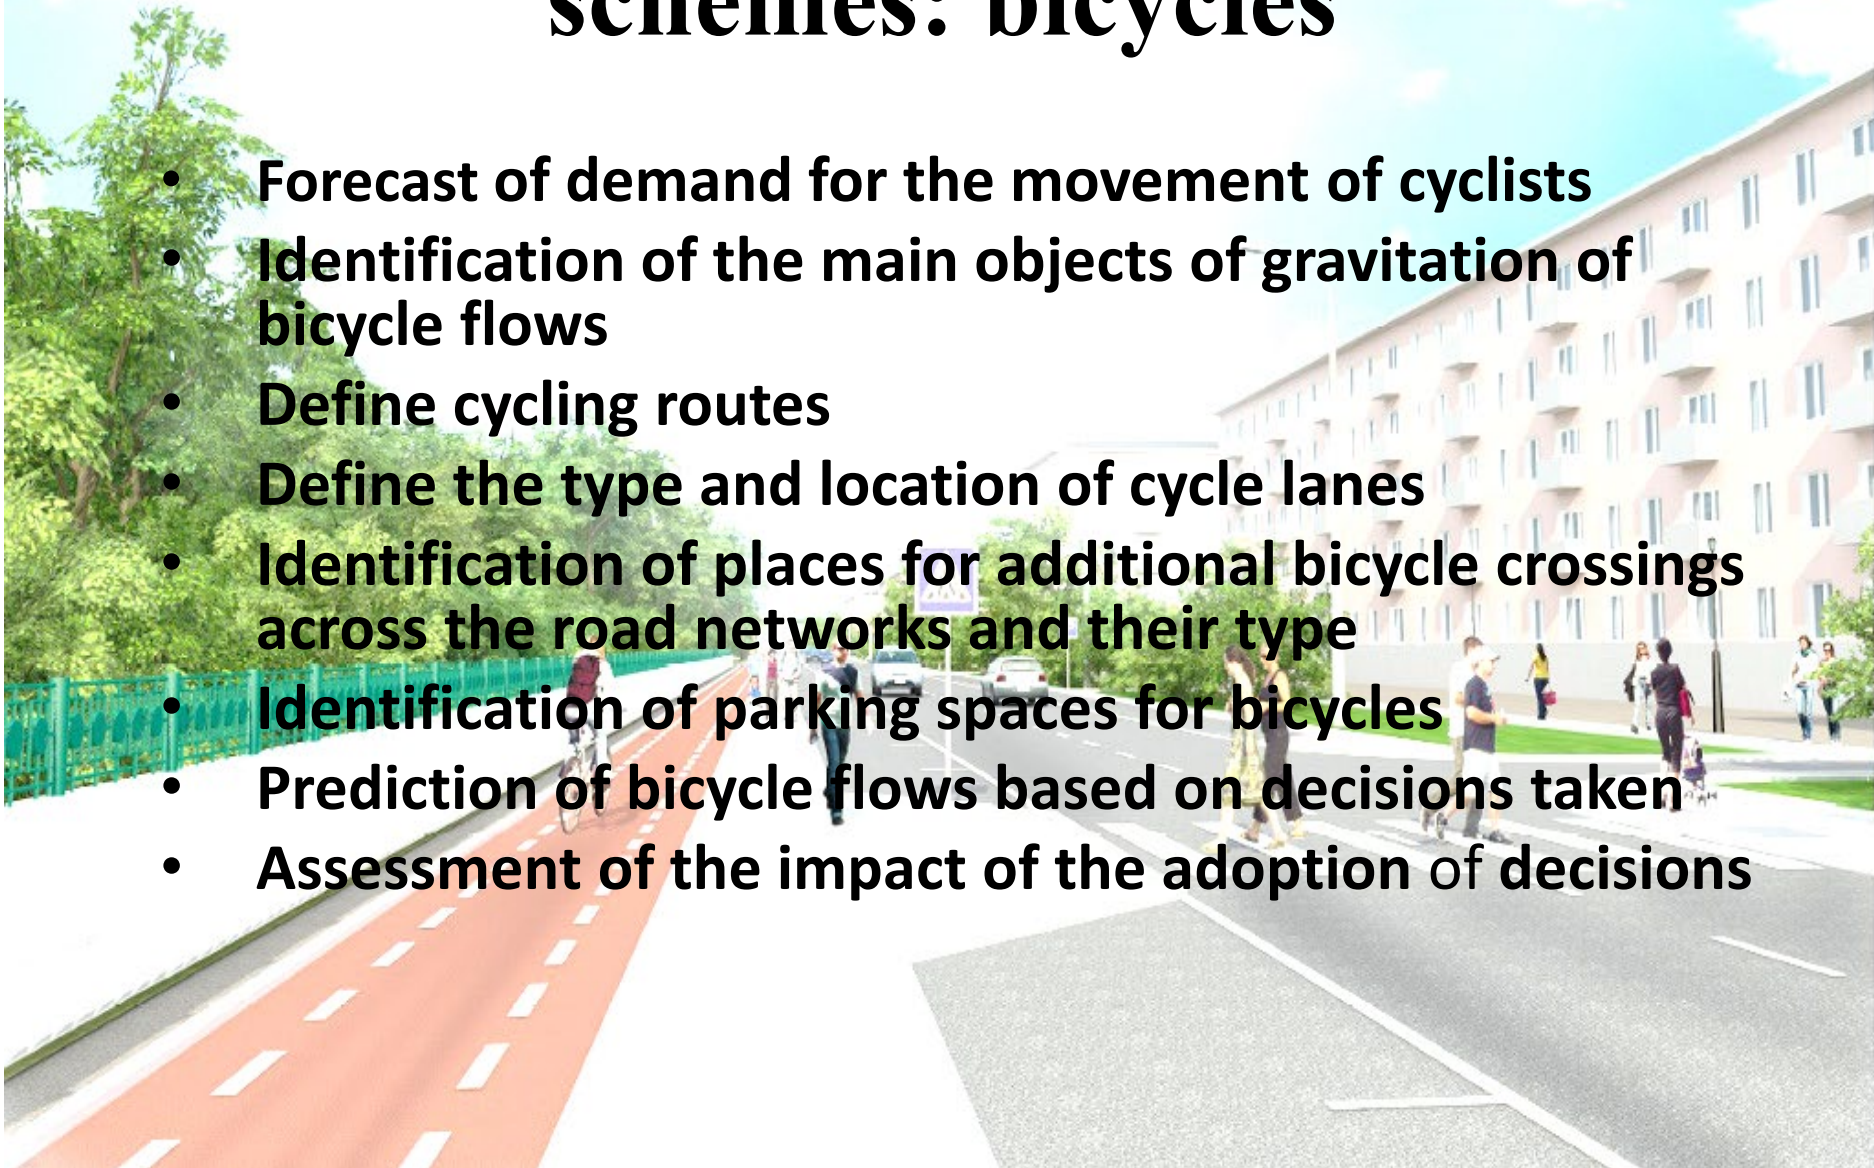 schemes: bicycles
• Forecast of demand for the movement of cyclists
• Identification of the main objects of gravitation of
bicycle flows
• Define cycling routes
• Define the type and location of cycle lanes
• Identification of places for additional bicycle crossings
across the road networks and their type
• Identification of parking spaces for bicycles
• Prediction of bicycle flows based on decisions taken
• Assessment of the impact of the adoption of decisions